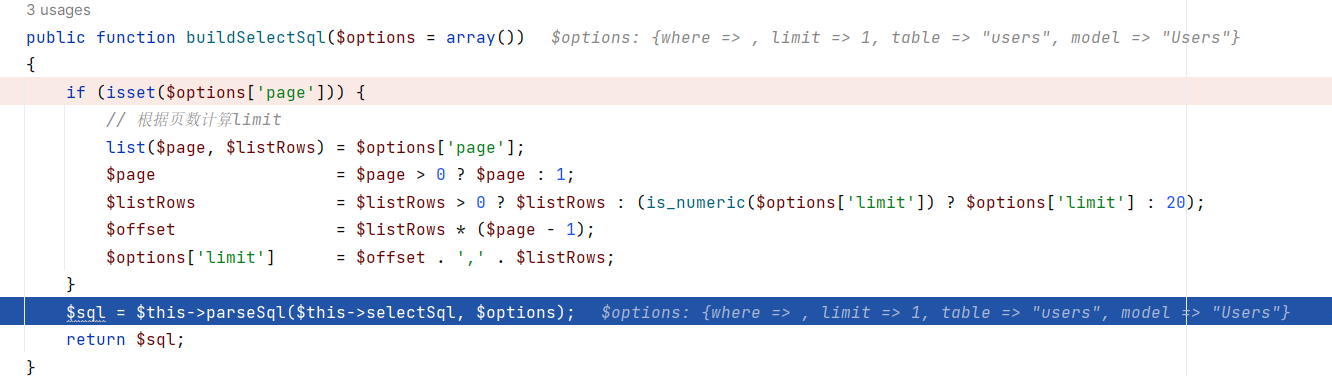 3 usages
public function buildSelectSql($options = array())   $options: {where => , limit => 1, table => "users", model => "Users"}
{
    if (isset($options['page'])) {
        // 根据页数计算limit
        list($page, $listRows) = $options['page'];
        $page                  = $page > 0 ? $page : 1;
        $listRows              = $listRows > 0 ? $listRows : (is_numeric($options['limit']) ? $options['limit'] : 20);
        $offset                = $listRows * ($page - 1);
        $options['limit']      = $offset . ',' . $listRows;
    }
    $sql = $this->parseSql($this->selectSql, $options);   $options: {where => , limit => 1, table => "users", model => "Users"}
    return $sql;
}